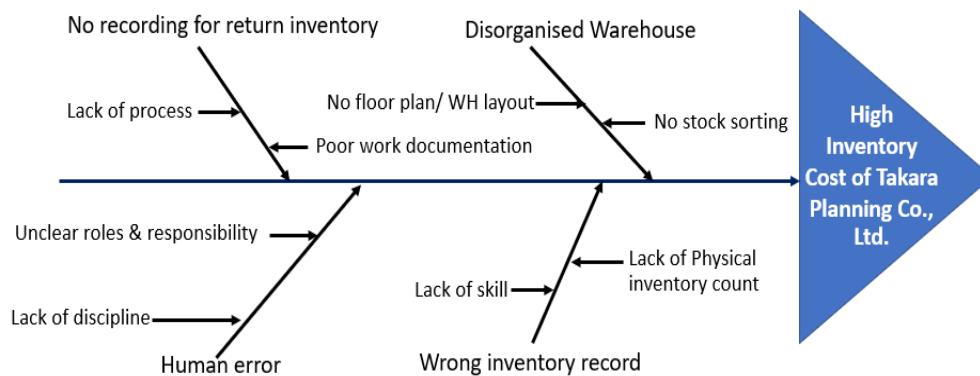 No recording for return inventory
Disorganised Warehouse
Lack of process
No floor plan/ WH layout
Poor work documentation
No stock sorting
High
Inventory
Cost of Takara
Planning Co.,
Ltd.
Unclear roles & responsibility
Lack of Physical
inventory count
Lack of skill
Lack of discipline
Human error
Wrong inventory record